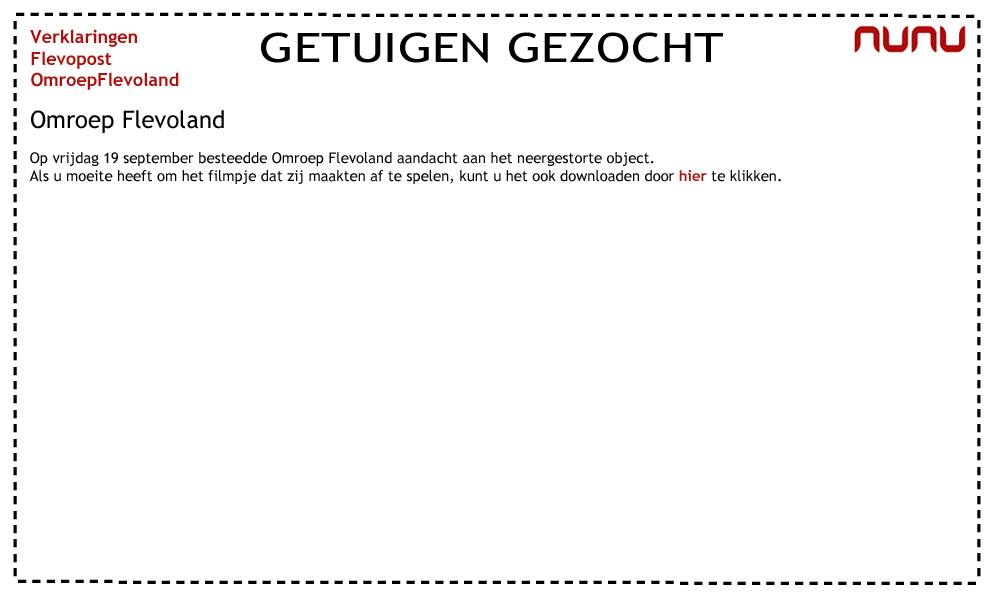 Verklaringen
Flevopost
OmroepFlevoland
GETUIGEN GEZOCHT
nunu
Omroep Flevoland
Op vrijdag 19 september besteedde Omroep Flevoland aandacht aan het neergestorte object.
Als u moeite heeft om het filmpje dat zij maakten af te spelen, kunt u het ook downloaden door hier te klikken.